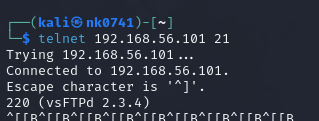 ┌──(kali㉿nk0741)-[~]
└─$ telnet 192.168.56.101 21
Trying 192.168.56.101...
Connected to 192.168.56.101.
Escape character is '^]'.
220 (vsFTPd 2.3.4)
^[[B^[[B^[[B^[[B^[[B^[[B^[[B^[[B^[[B